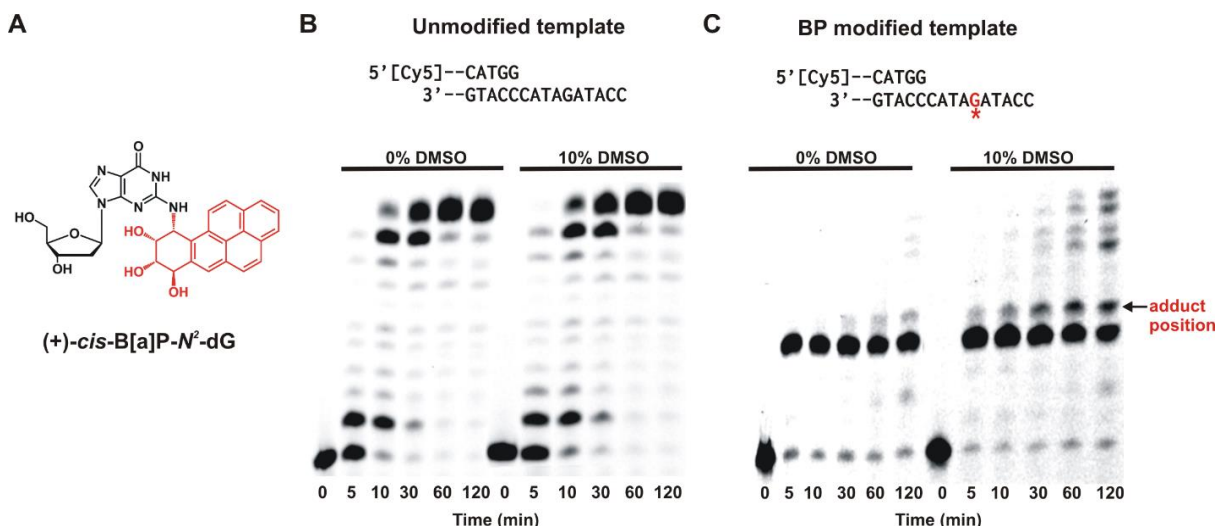 A
O
N
NH
N
N
NH
HO
O
OH
HO
HO
HO
OH
(+)-cis-B[a]P-N²-dG
B
Unmodified template
5'[Cy5]--CATGG
3'--GTACCCATAGATACC
0% DMSO
10% DMSO
0 5 10 30 60 120 0 5 10 30 60 120
Time (min)
C
BP modified template
5'[Cy5]--CATGG
3'--GTACCCATAGATACC
*
0% DMSO
10% DMSO
adduct
position
0 5 10 30 60 120 0 5 10 30 60 120
Time (min)